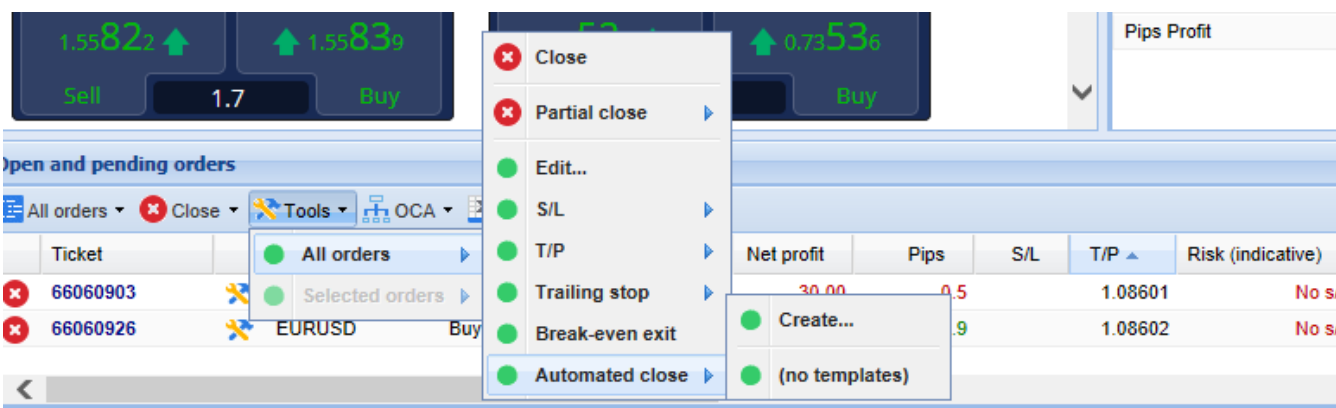 1.55822 1.55839 0.73536 Pips Profit
Sell 1.7 Buy Buy
Close
Partial close
Open and pending orders
Edit...
All orders Close Tools OCA S/L
All orders T/P
Ticket Net profit Pips S/L T/P Risk (indicative)
Selected orders Trailing stop
66060903 30.00 0.5 1.08601 No
66060926 EURUSD Buy Break-even exit Create... .9 1.08602 No
Automated close (no templates)